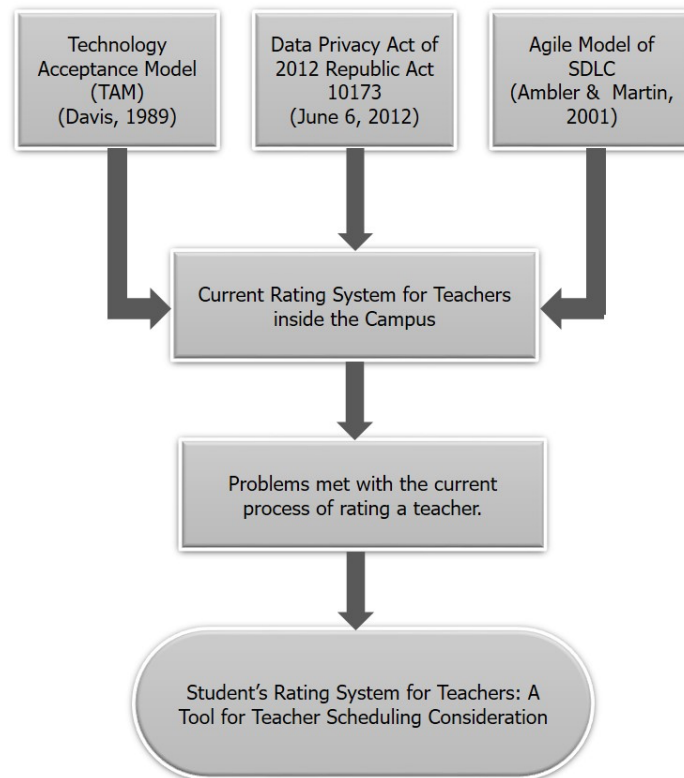 Technology
Acceptance Model
(TAM)
(Davis, 1989)
Data Privacy Act of
2012 Republic Act
10173
(June 6, 2012)
Agile Model of
SDLC
(Ambler & Martin,
2001)
Current Rating System for Teachers
inside the Campus
Problems met with the current
process of rating a teacher.
Student’s Rating System for Teachers: A
Tool for Teacher Scheduling Consideration